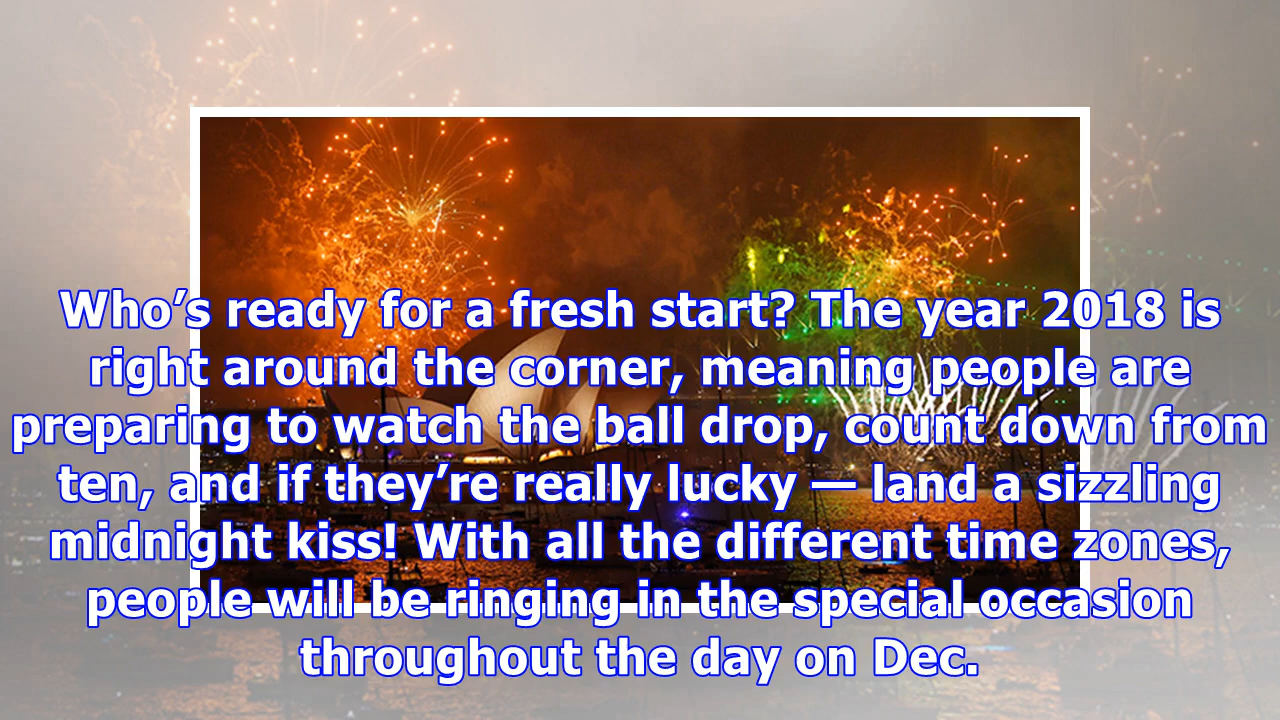 Who’s ready for a fresh start? The year 2018 is
right around the corner, meaning people are
preparing to watch the ball drop, count down from
ten, and if they’re really lucky — land a sizzling
midnight kiss! With all the different time zones,
people will be ringing in the special occasion
throughout the day on Dec.